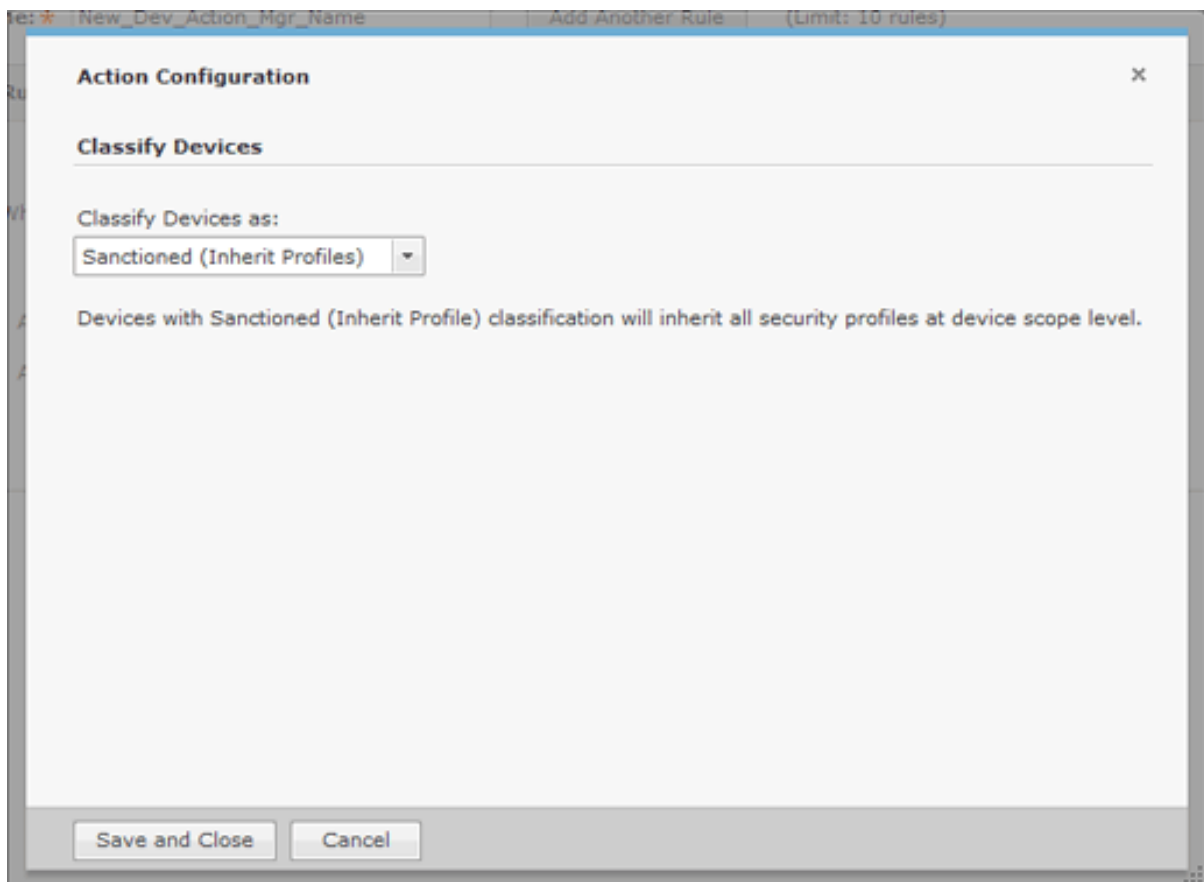 me: * New_Dev_Action_Mgr_Name Add Another Rule (Limit: 10 rules)
Action Configuration
Classify Devices
Classify Devices as:
Sanctioned (Inherit Profiles)
Devices with Sanctioned (Inherit Profile) classification will inherit all security profiles at device scope level.
Save and Close Cancel